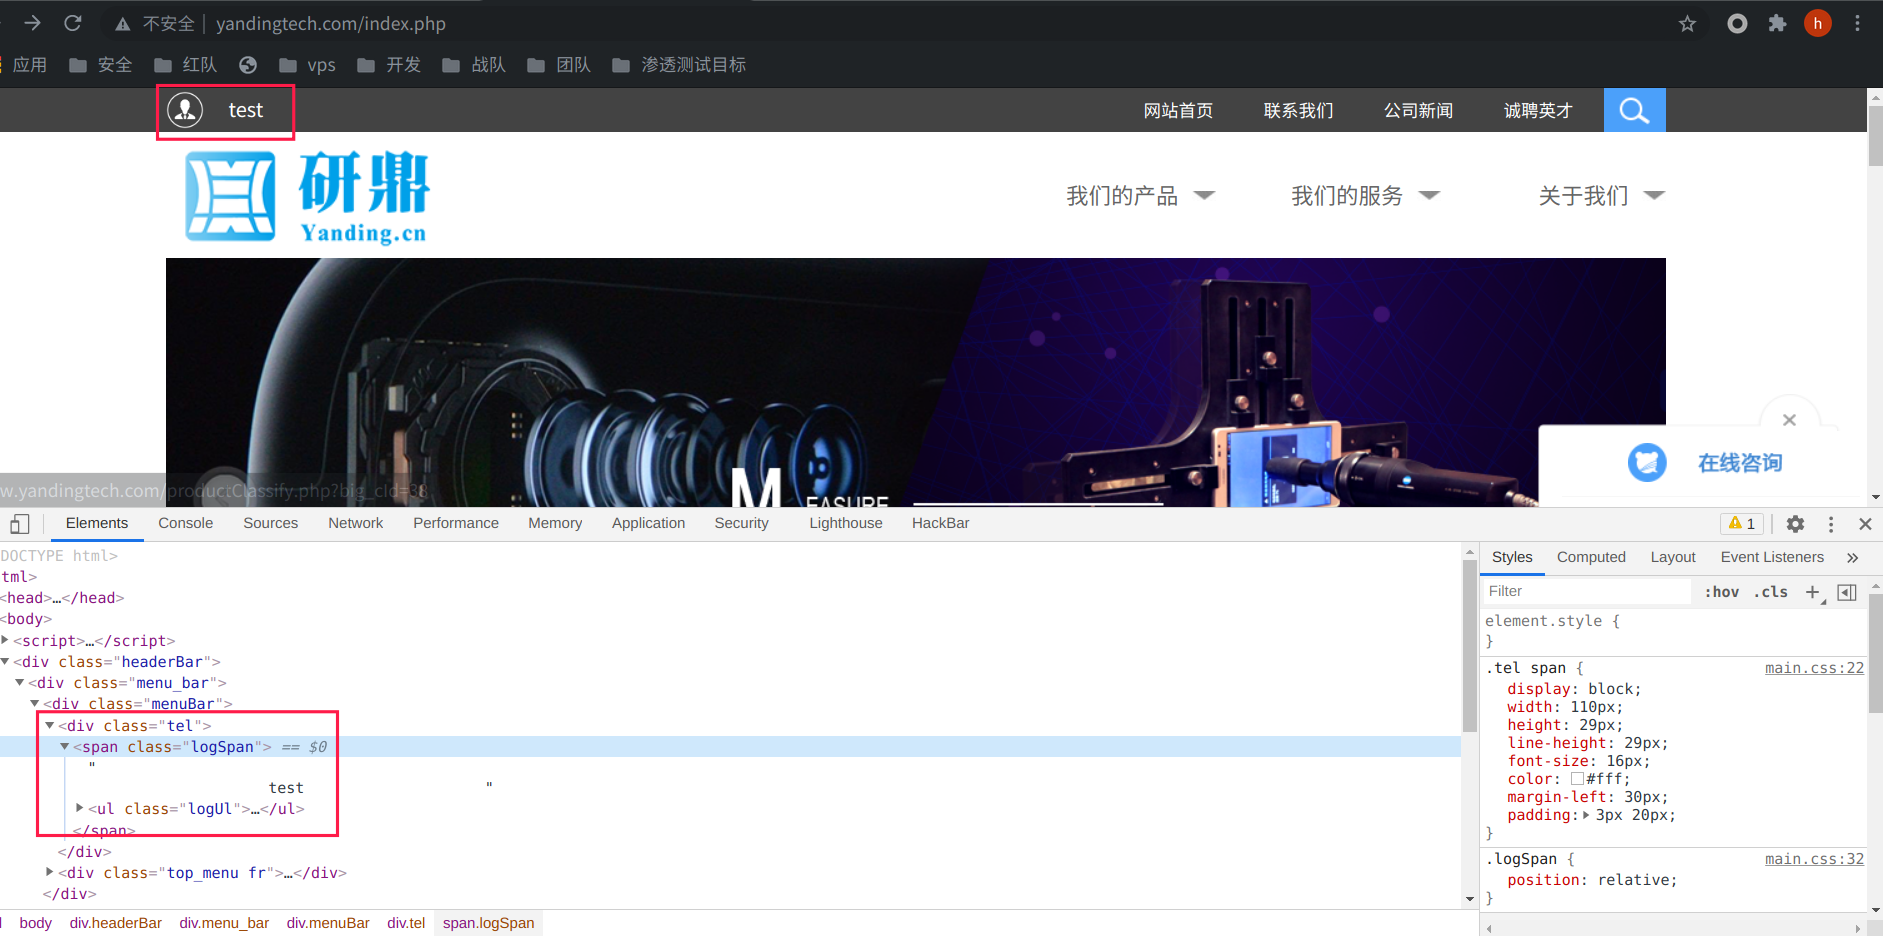 不安全 yandingtech.com/index.php
h
应用 安全 红队 vps 开发 战队 团队 渗透测试目标
test 网站首页 联系我们 公司新闻 诚聘英才
研鼎
Yanding.cn
我们的产品 我们的服务 关于我们
在线咨询
M EASURE
w.yandingtech.com/productClassify.php?big_cId=38
Elements Console Sources Network Performance Memory Application Security Lighthouse HackBar 1
DOCTYPE html>
tml>
<head>…</head>
<body>
<script>…</script>
<div class="headerBar">
<div class="menu_bar">
<div class="menuBar">
<div class="tel">
<span class="logSpan"> == $0
"
test "
<ul class="logUl">…</ul>
</span>
</div>
<div class="top_menu fr">…</div>
</div>
body div.headerBar div.menu_bar div.menuBar div.tel span.logSpan
Styles Computed Layout Event Listeners »
Filter :hov .cls +
element.style {
}
.tel span { main.css:22
display: block;
width: 110px;
height: 29px;
line-height: 29px;
font-size: 16px;
color: #fff;
margin-left: 30px;
padding: 3px 20px;
}
.logSpan { main.css:32
position: relative;
}